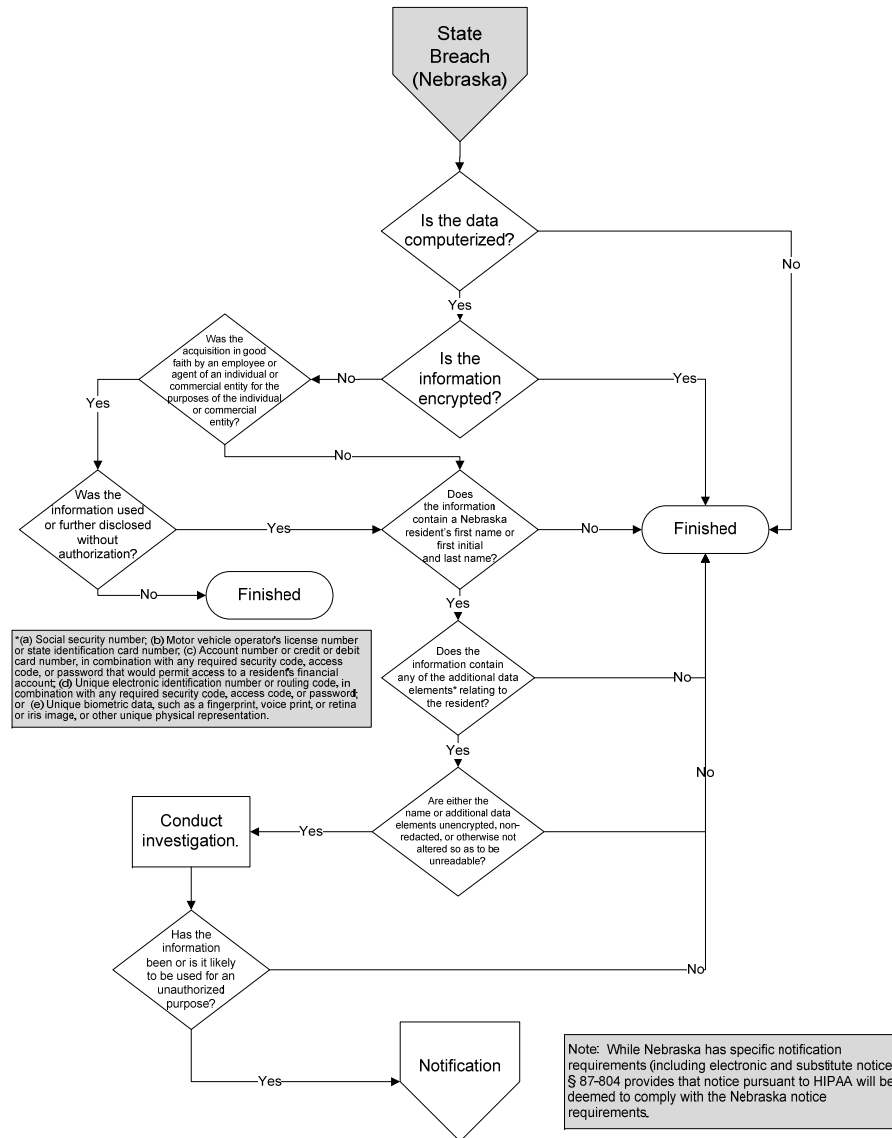 State
Breach
(Nebraska)
Is the data
computerized?
No
Yes
Was the
acquisition in good
faith by an employee or
agent of an individual or
commercial entity for the
purposes of the individual
or commercial
entity?
No
Is the
information
encrypted?
Yes
Yes
No
Was the
information used
or further disclosed
without
authorization?
Yes
Does
the information
contain a Nebraska
resident's first name or
first initial
and last name?
No
Finished
No
Finished
Yes
*(a) Social security number; (b) Motor vehicle operator's license number
or state identification card number; (c) Account number or credit or debit
card number, in combination with any required security code, access
code, or password that would permit access to a resident's financial
account; (d) Unique electronic identification number or routing code, in
combination with any required security code, access code, or password;
or (e) Unique biometric data, such as a fingerprint, voice print, or retina
or iris image, or other unique physical representation.
Does the
information contain
any of the additional data
elements* relating to
the resident?
No
Yes
No
Conduct
investigation.
Yes
Are either the
name or additional data
elements unencrypted, non-
redacted, or otherwise not
altered so as to be
unreadable?
Has the
information
been or is it likely
to be used for an
unauthorized
purpose?
No
Yes
Notification
Note: While Nebraska has specific notification
requirements (including electronic and substitute notice
§ 87-804 provides that notice pursuant to HIPAA will be
deemed to comply with the Nebraska notice
requirements.